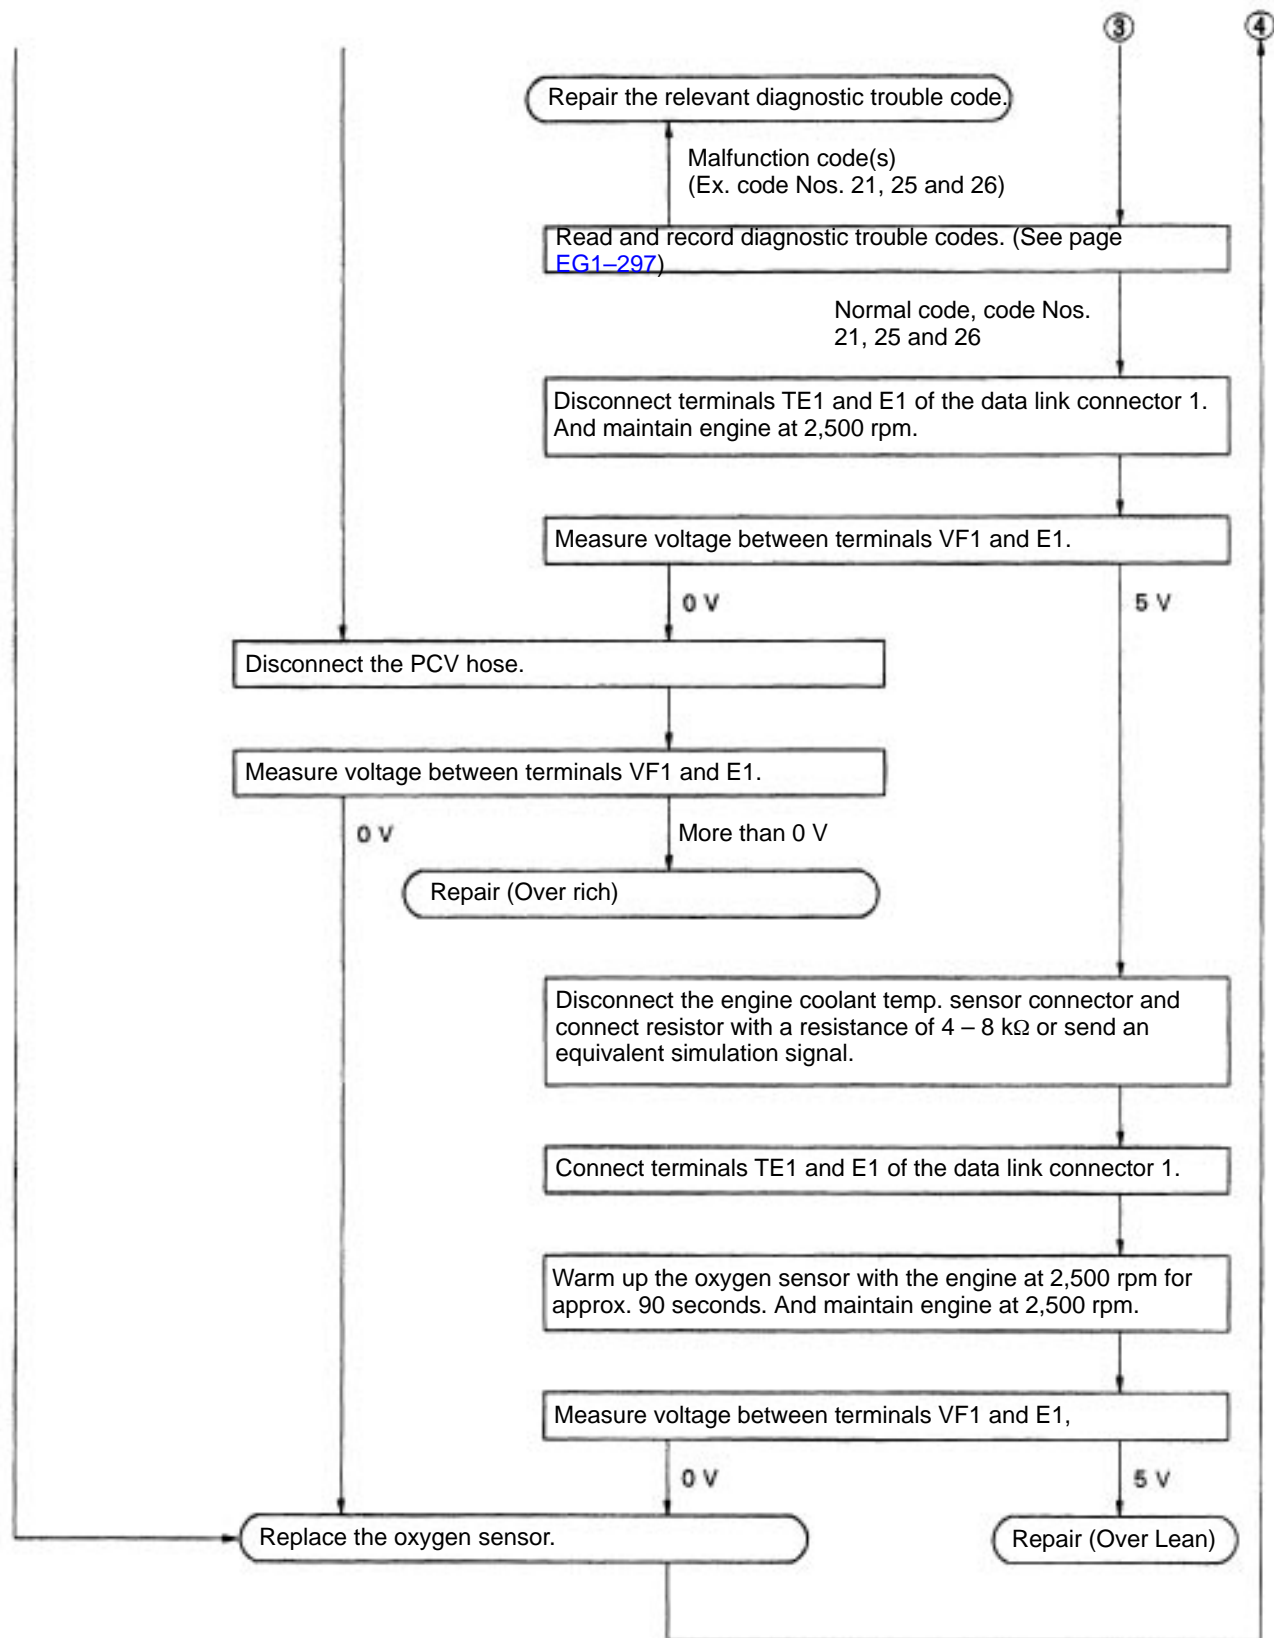 ③
④
Repair the relevant diagnostic trouble code.
Malfunction code(s)
(Ex. code Nos. 21, 25 and 26)
Read and record diagnostic trouble codes. (See page
EG1–297)
Normal code, code Nos.
21, 25 and 26
Disconnect terminals TE1 and E1 of the data link connector 1.
And maintain engine at 2,500 rpm.
Measure voltage between terminals VF1 and E1.
0 V
5 V
Disconnect the PCV hose.
Measure voltage between terminals VF1 and E1.
0 V
More than 0 V
Repair (Over rich)
Disconnect the engine coolant temp. sensor connector and
connect resistor with a resistance of 4 – 8 kΩ or send an
equivalent simulation signal.
Connect terminals TE1 and E1 of the data link connector 1.
Warm up the oxygen sensor with the engine at 2,500 rpm for
approx. 90 seconds. And maintain engine at 2,500 rpm.
Measure voltage between terminals VF1 and E1,
0 V
5 V
Replace the oxygen sensor.
Repair (Over Lean)